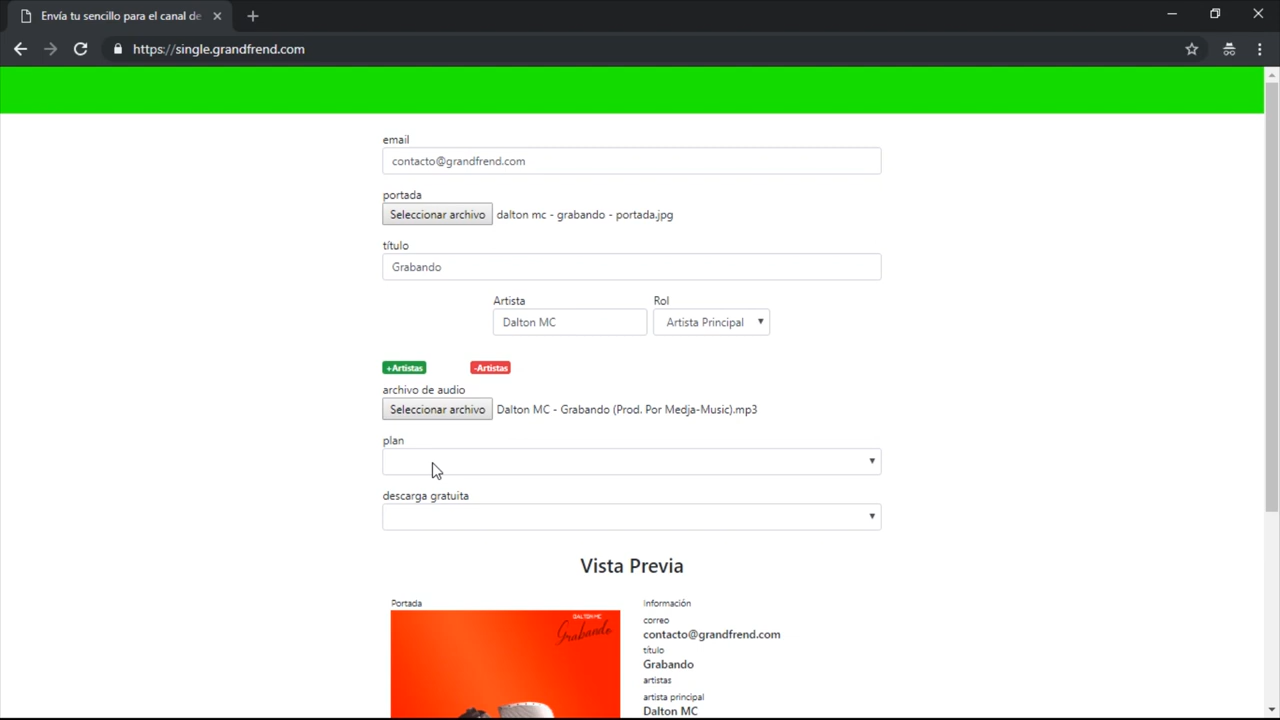 Envía tu sencillo para el canal de
https://single.grandfrend.com
email
contacto@grandfrend.com
portada
Seleccionar archivo dalton mc - grabando - portada.jpg
título
Grabando
Artista Rol
Dalton MC Artista Principal
+Artistas -Artistas
archivo de audio
Seleccionar archivo Dalton MC - Grabando (Prod. Por Medja-Music).mp3
plan
descarga gratuita
Vista Previa
Portada
DALTON MC
Grabando
información
correo
contacto@grandfrend.com
título
Grabando
artistas
artista principal
Dalton MC